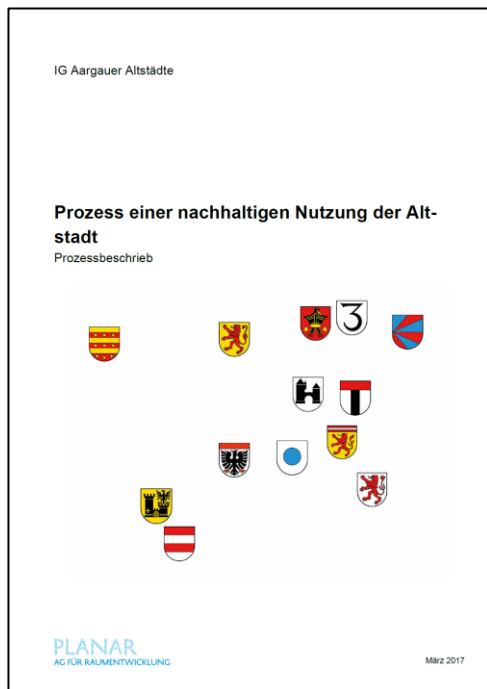 IG Aargauer Altstädte
Prozess einer nachhaltigen Nutzung der Alt-
stadt
Prozessbeschrieb
3
PLANAR
AG FÜR RAUMENTWICKLUNG
März 2017